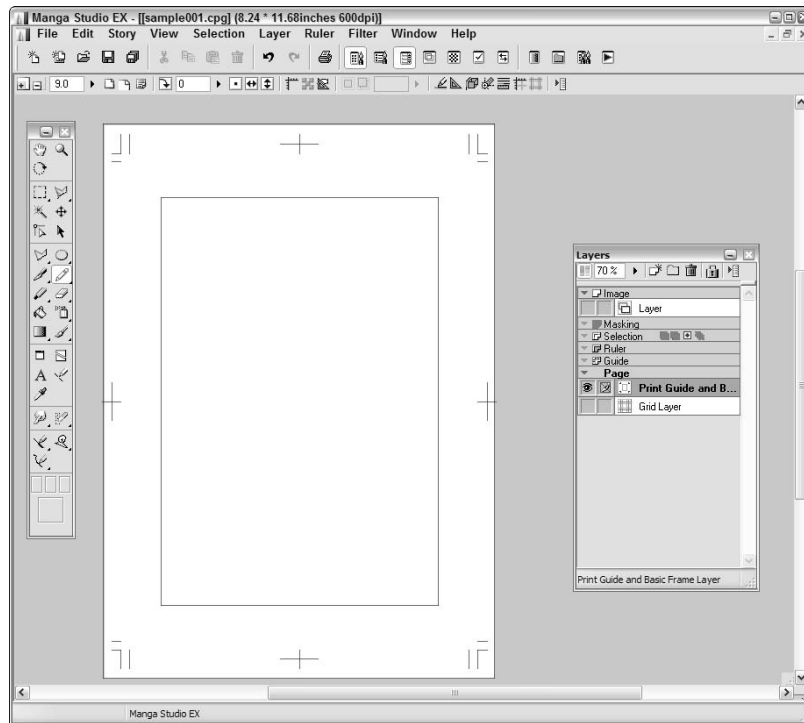 Manga Studio EX - [[sample001.cpg] (8.24 * 11.68inches 600dpi)]
File Edit Story View Selection Layer Ruler Filter Window Help
9.0 0
Layers
70 %
Image
Layer
Masking
Selection
Ruler
Guide
Page
Print Guide and B...
Grid Layer
A
Print Guide and Basic Frame Layer
Manga Studio EX